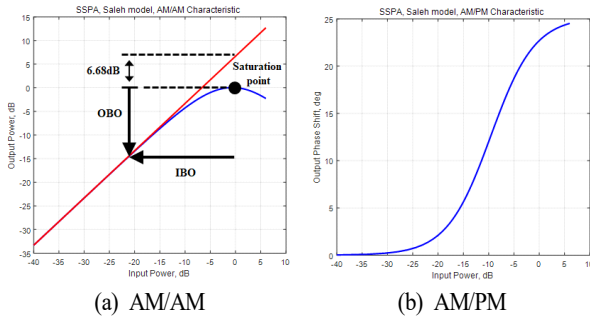 SSPA, Saleh model, AM/AM Characteristic
Output Power, dB
15
10
5
0
-5
-10
-15
-20
-25
-30
-35
6.68dB
Saturation
point
OBO
IBO
-40 -35 -30 -25 -20 -15 -10 -5 0 5 10
Input Power, dB
(a) AM/AM
SSPA, Saleh model, AM/PM Characteristic
Output Phase Shift, deg
25
20
15
10
5
0
-40 -35 -30 -25 -20 -15 -10 -5 0 5 10
Input Power, dB
(b) AM/PM